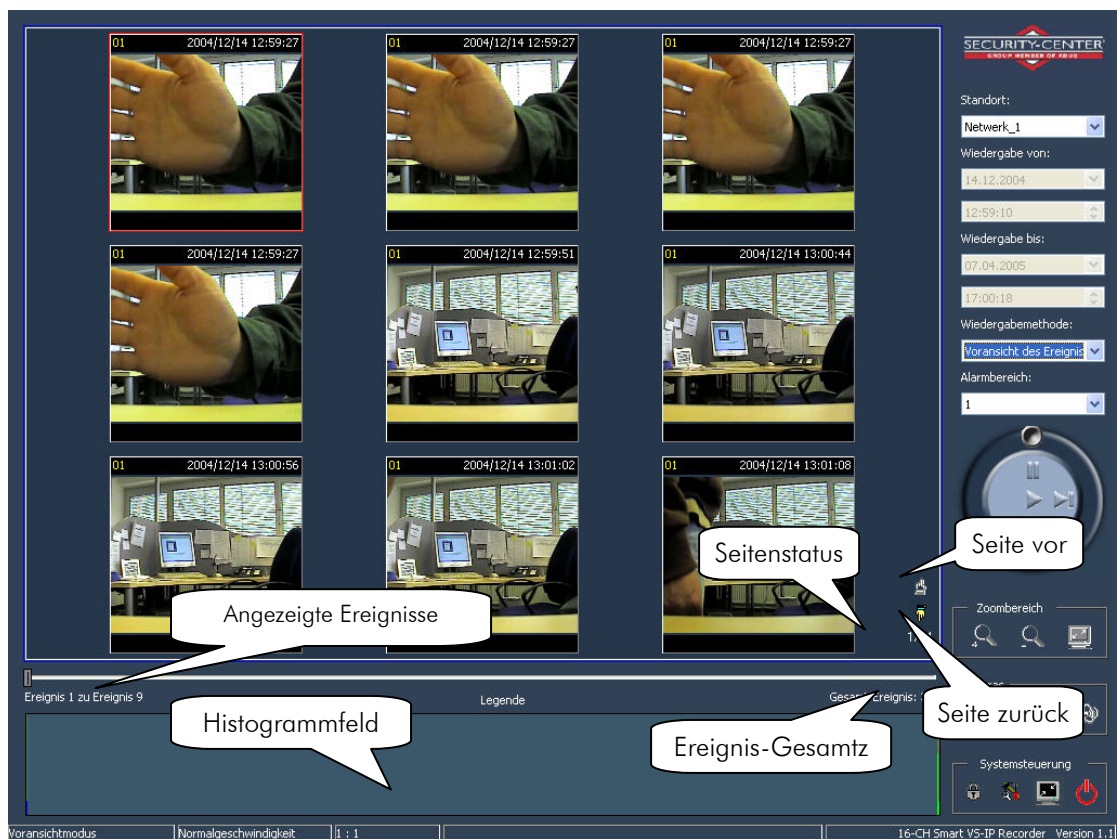 01 2004/12/14 12:59:27
01 2004/12/14 12:59:27
01 2004/12/14 12:59:27
01 2004/12/14 12:59:27
01 2004/12/14 12:59:51
01 2004/12/14 13:00:44
01 2004/12/14 13:00:56
01 2004/12/14 13:01:02
01 2004/12/14 13:01:08
SECURITY-CENTER
GROUP MEMBER OF ABUS
Standort:
Netwerk_1
Wiedergabe von:
14.12.2004
12:59:10
Wiedergabe bis:
07.04.2005
17:00:18
Wiedergabemethode:
Voransicht des Ereignis
Alarmbereich:
1
Seitenstatus
Seite vor
Angezeigte Ereignisse
Zoombereich
Ereignis 1 zu Ereignis 9
Legende
Histogrammfeld
Ereignis-Gesamtz
Seite zurück
Systemsteuerung
Voransichtmodus
Normalgeschwindigkeit
1 : 1
16-CH Smart VS-IP Recorder Version 1.1